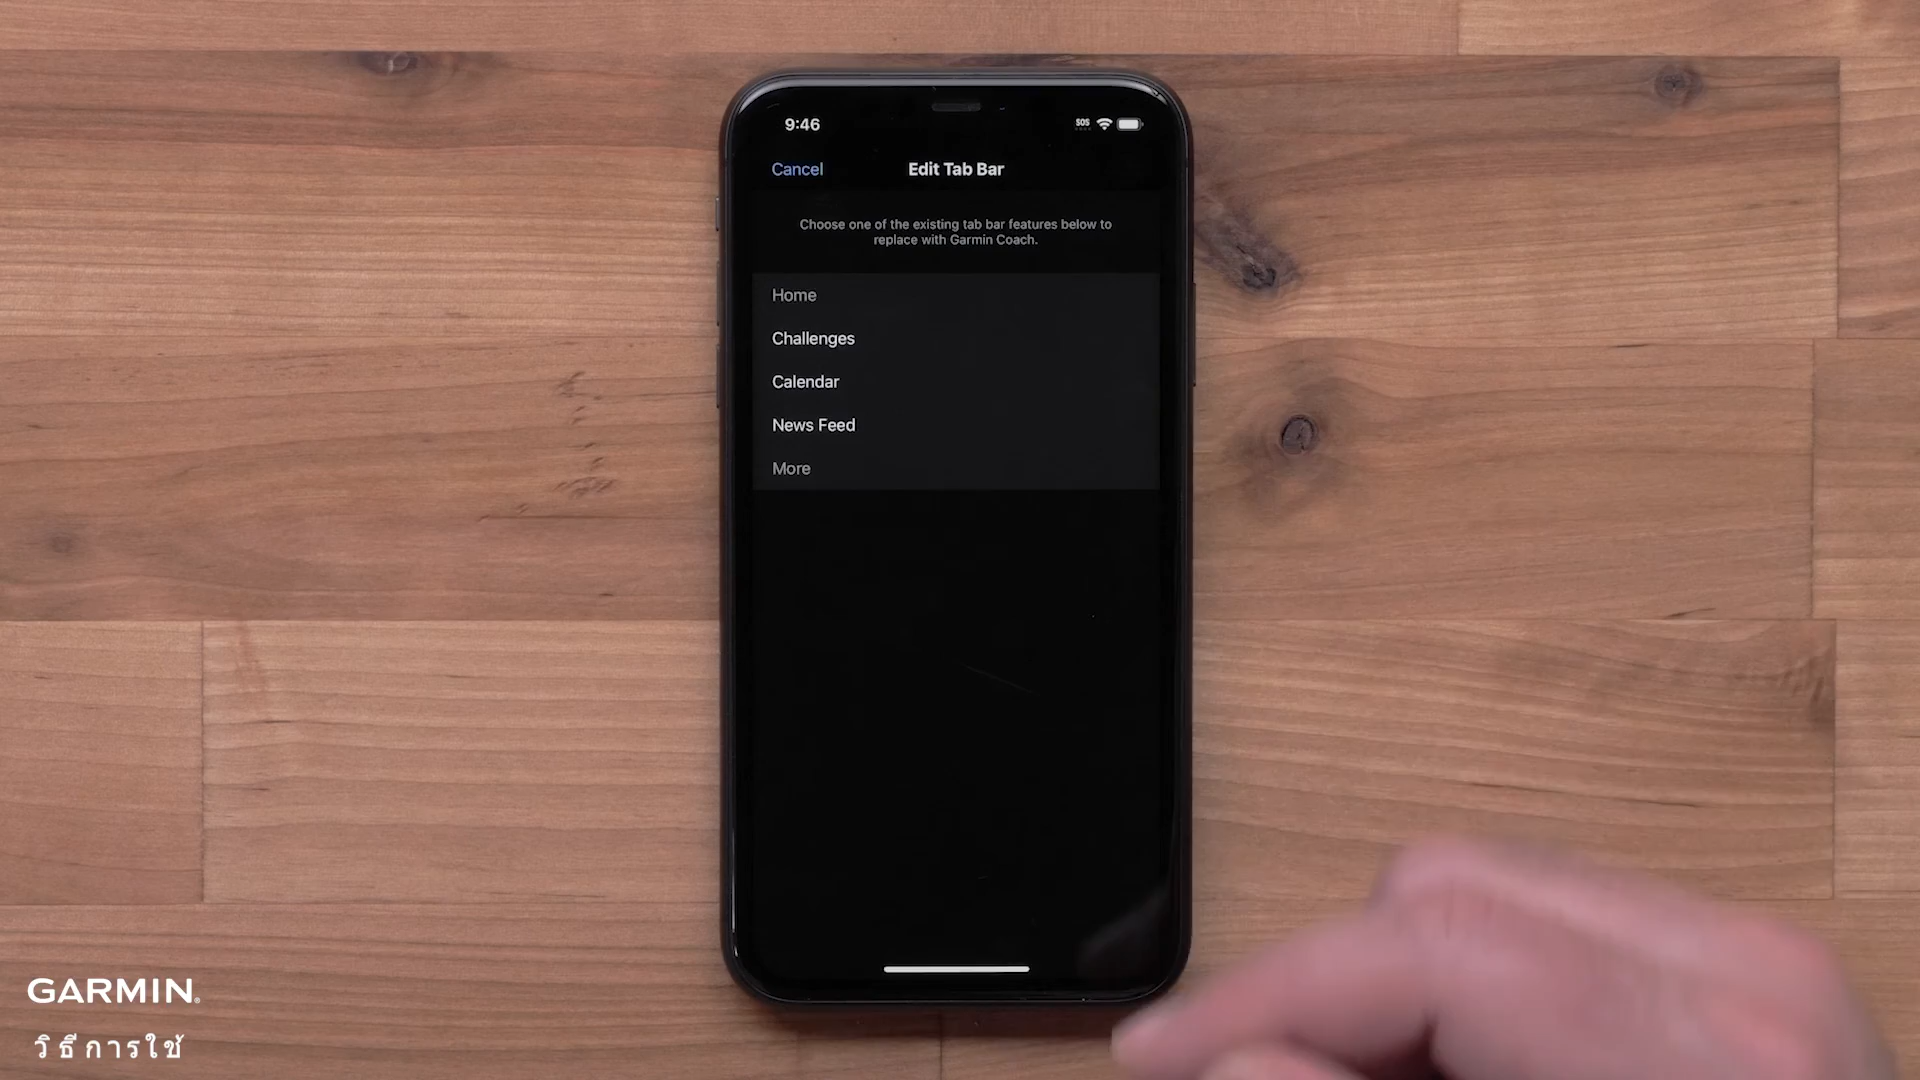 9:46
SOS
Cancel
Edit Tab Bar
Choose one of the existing tab bar features below to
replace with Garmin Coach.
Home
Challenges
Calendar
News Feed
More
GARMIN®
วิธีการใช้